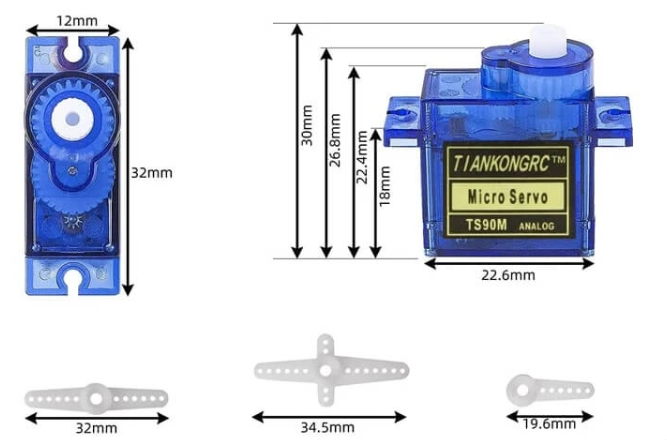 12mm
32mm
30mm
26.8mm
22.4mm
18mm
TIANKONGRC™
Micro Servo
TS90M ANALOG
22.6mm
32mm
34.5mm
19.6mm